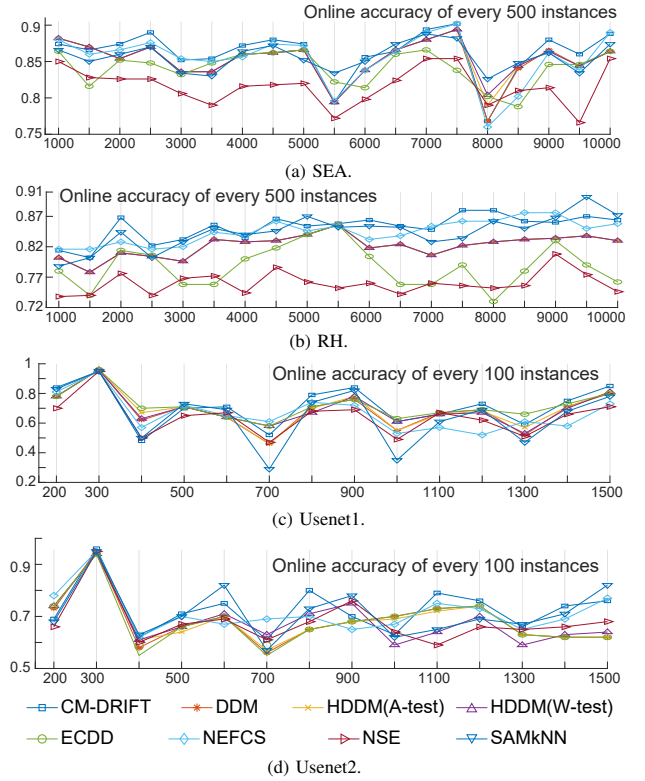 Online accuracy of every 500 instances
0.9
0.85
0.8
0.75
1000 2000 3000 4000 5000 6000 7000 8000 9000 10000
(a) SEA.
0.91
Online accuracy of every 500 instances
0.87
0.82
0.77
0.72
1000 2000 3000 4000 5000 6000 7000 8000 9000 10000
(b) RH.
1
Online accuracy of every 100 instances
0.8
0.6
0.4
0.2
200 300 500 700 900 1100 1300 1500
(c) Usenet1.
Online accuracy of every 100 instances
0.9
0.7
0.5
200 300 500 700 900 1100 1300 1500
CM-DRIFT DDM HDDM(A-test) HDDM(W-test)
ECDD NEFCS NSE SAMkNN
(d) Usenet2.